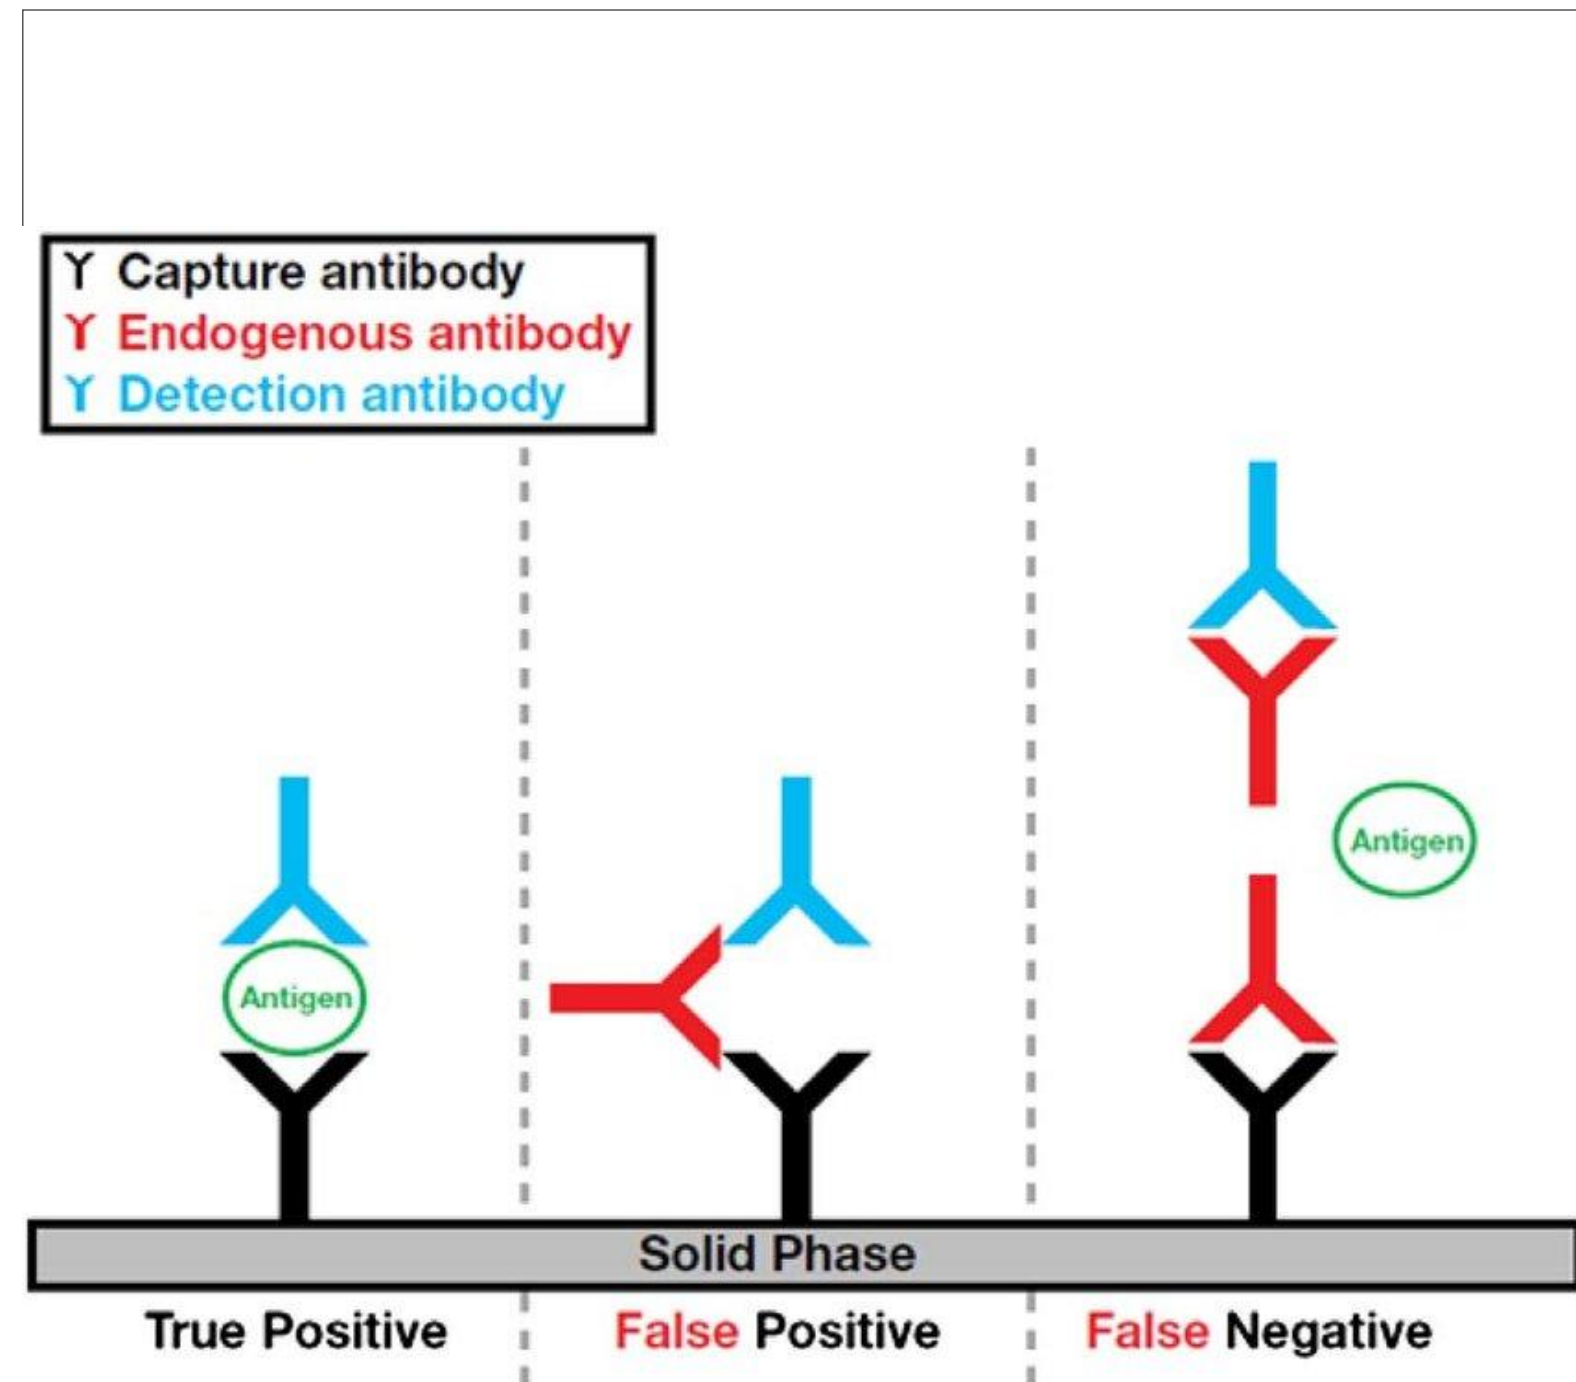 Capture antibody
Endogenous antibody
Detection antibody
Antigen
Antigen
Solid Phase
True Positive
False Positive
False Negative